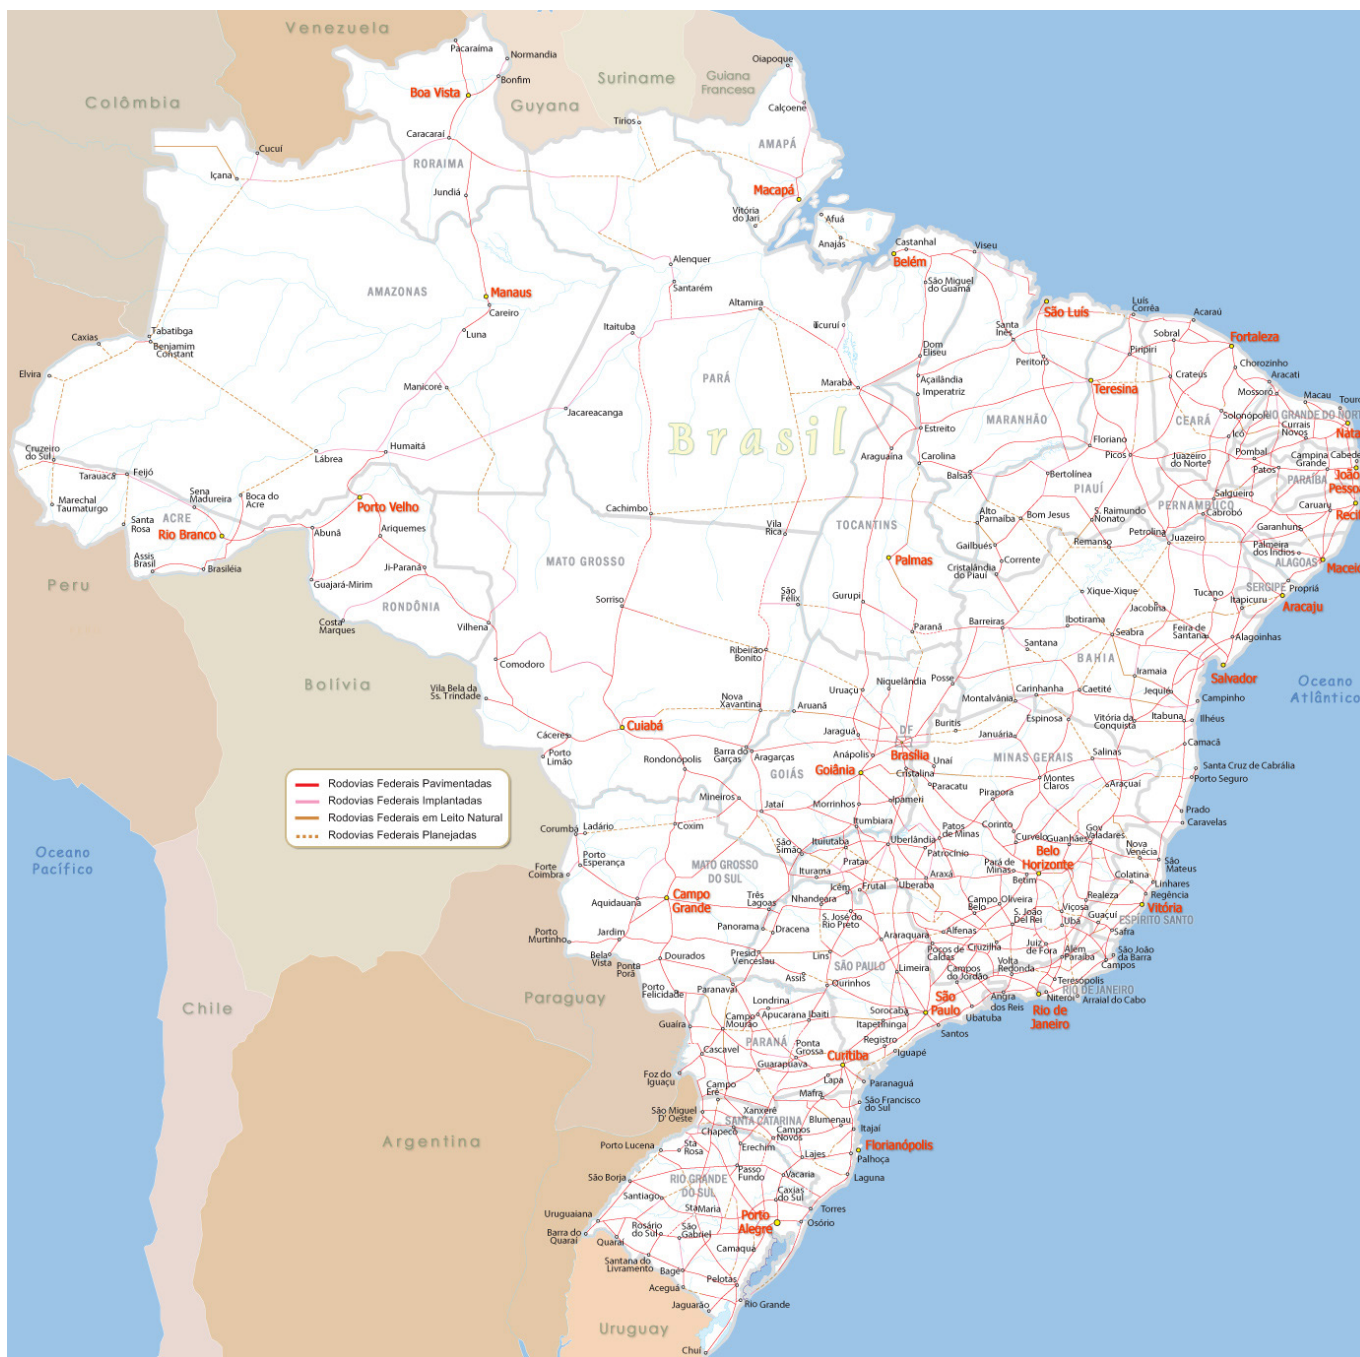 Venezuela
Pacaraíma
Normandia
Bonfim
Boa Vista
Suriname
Guiana
Francesa
Oiapoque
Colômbia
Guyana
Calçoene
Tirios
Caracaraí
AMAPÁ
Cucuí
RORAIMA
Içana
Jundiá
Macapá
Vitória
do Jari
Afuá
Anajás
Castanhal
Viseu
Belém
Alenquer
Santarém
São Miguel
do Guamá
AMAZONAS
Manaus
Careiro
Altamira
São Luís
Luís
Corrêa
Acaraú
Tabatibga
Benjamim
Constant
Caxias
Luna
Itaituba
Tcuruí
Santa
Inês
Sobral
Fortaleza
Dom
Eliseu
Peritoró
Piripiri
Chorozinho
Elvira
PARÁ
Marabá
Açailândia
Imperatriz
Teresina
Crateús
Aracati
Manicoré
Mossoró
Macau
Touro
Jacareacanga
MARANHÃO
CEARÁ
Solonópole
RIO GRANDE DO NORTE
Brasil
Estreito
Currais
Novos
Nata
Icó
Cruzeiro
do Sul
Humaitá
Lábrea
Floriano
Picos
Araguaína
Carolina
Juazeiro
do Norte
Pombal
Campina
Grande
Cabede
Tarauacá
Feijó
Balsas
Bertolínea
Patos
PARAÍBA
João
Pesso
PIAUÍ
Marechal
Taumaturgo
Sena
Madureira
Boca do
Acre
Porto Velho
Cachimbo
Salgueiro
PERNAMBUCO
Cabrobó
Caruaru
Recif
ACRE
Santa
Rosa
Rio Branco
Abunã
Ariquemes
Vila
Rica
TOCANTINS
Alto
Parnaíba
Bom Jesus
S. Raimundo
Nonato
Petrolina
Juazeiro
Garanhuns
Gailbués
Remanso
Palmeira
dos Índios
ALAGOAS
Maceió
Assis
Brasil
Brasiléia
Guajará-Mirim
Ji-Paraná
MATO GROSSO
Palmas
Cristalândia
do Piauí
Corrente
SERGIPE
Propriá
Peru
RONDÔNIA
São
Félix
Gurupi
Xique-Xique
Jacobina
Tucano
Itapicuru
Aracaju
Costa
Marques
Vilhena
Sorriso
Paranã
Barreiras
Ibotirama
Seabra
Feira de
Santana
Alagoinhas
Comodoro
Ribeirão
Bonito
Santana
BAHIA
Iramaia
Salvador
Bolívia
Vila Bela da
Ss. Trindade
Niquelândia
Posse
Oceano
Atlântico
Nova
Xavantina
Aruanã
Uruaçu
Montalvânia
Carinhanha
Caetité
Jequié
Campinho
Cuiabá
Buritis
Espinosa
Vitória da
Conquista
Itabuna
Ilhéus
Cáceres
Jaraguá
DF
Januária
Camacã
Porto
Limão
Rondonópolis
Barra do
Garças
Aragarças
Anápolis
Brasília
Unaí
MINAS GERAIS
Salinas
GOIÁS
Goiânia
Cristalina
Santa Cruz de Cabrália
Porto Seguro
Rodovias Federais Pavimentadas
Rodovias Federais Implantadas
Rodovias Federais em Leito Natural
Rodovias Federais Planejadas
Paracatu
Montes
Claros
Araçuaí
Mineiros
Jataí
Morrinhos
Ipameri
Pirapora
Prado
Caravelas
Corumbá
Ladário
Coxim
Itumbiara
Patos
de Minas
Corinto
Curvelo
Guanhães
Gov
Valadares
Oceano
Pacífico
Porto
Esperança
São
Simão
Ituiutaba
Uberlândia
Patrocínio
Belo
Horizonte
Nova
Venécia
São
Mateus
Forte
Coimbra
MATO GROSSO
DO SUL
Prata
Iturama
Pará de
Minas
Betim
Colatina
Linhares
Regência
Campo
Grande
Três
Lagoas
Icém
Frutal
Uberaba
Araxá
Aquidauana
Nhandeara
Campo
Belo
Oliveira
Realeza
Vitória
S. José do
Rio Preto
S. João
Del Rei
Viçosa
Ubá
Guaçuí
ESPÍRITO SANTO
Porto
Murtinho
Jardim
Panorama
Dracena
Araraquara
Alfenas
Safra
Bela
Vista
Ponta
Porã
Dourados
Presid.
Venceslau
Lins
SÃO PAULO
Poços de
Caldas
Cruzilha
Juiz
de Fora
Além
Paraíba
São João
da Barra
Campos
Limeira
Campos
do Jordão
Volta
Redonda
Paraguay
Porto
Felicidade
Paranavaí
Assis
Ourinhos
Teresópolis
RIO DE JANEIRO
Niterói
Arraial do Cabo
Chile
Londrina
Sorocaba
São
Paulo
Angra
dos Reis
Ubatuba
Rio de
Janeiro
Guaíra
Campo
Mourão
Apucarana
Ibaiti
Itapetininga
Santos
PARANÁ
Cascavel
Ponta
Grossa
Registro
Iguapé
Guarapuava
Curitiba
Foz do
Iguaçu
Lapa
Paranaguá
Campo
Erê
Mafra
São Francisco
do Sul
São Miguel
D' Oeste
Xanxerê
SANTA CATARINA
Blumenau
Argentina
Chapecó
Campos
Novos
Itajaí
Porto Lucena
Sta
Rosa
Erechim
Lajes
Florianópolis
Palhoça
São Borja
RIO GRANDE
DO SUL
Passo
Fundo
Vacaria
Laguna
Santiago
Caxias
do Sul
Uruguaiana
StaMaria
Porto
Alegre
Torres
Osório
Barra do
Quaraí
Quaraí
Rosário
do Sul
São
Gabriel
Camaquã
Santana do
Livramento
Bagé
Aceguá
Pelotas
Jaguarão
Rio Grande
Uruguay
Chuí